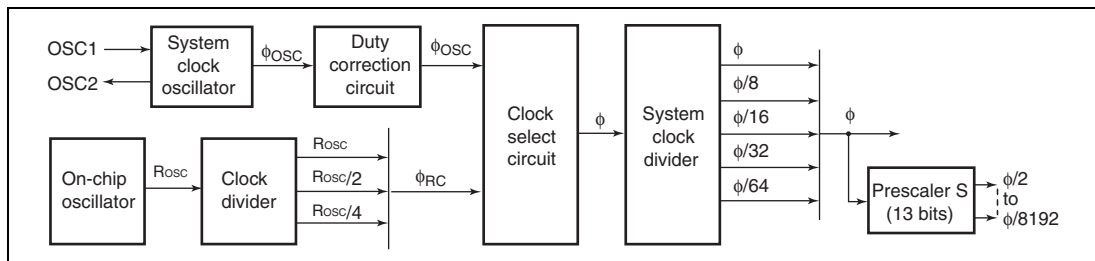 OSC1
OSC2
System
clock
oscillator
ϕOSC
Duty
correction
circuit
ϕOSC
On-chip
oscillator
ROSC
Clock
divider
ROSC
ROSC/2
ROSC/4
ϕRC
Clock
select
circuit
ϕ
System
clock
divider
ϕ
ϕ/8
ϕ/16
ϕ/32
ϕ/64
ϕ
Prescaler S
(13 bits)
ϕ/2
to
ϕ/8192